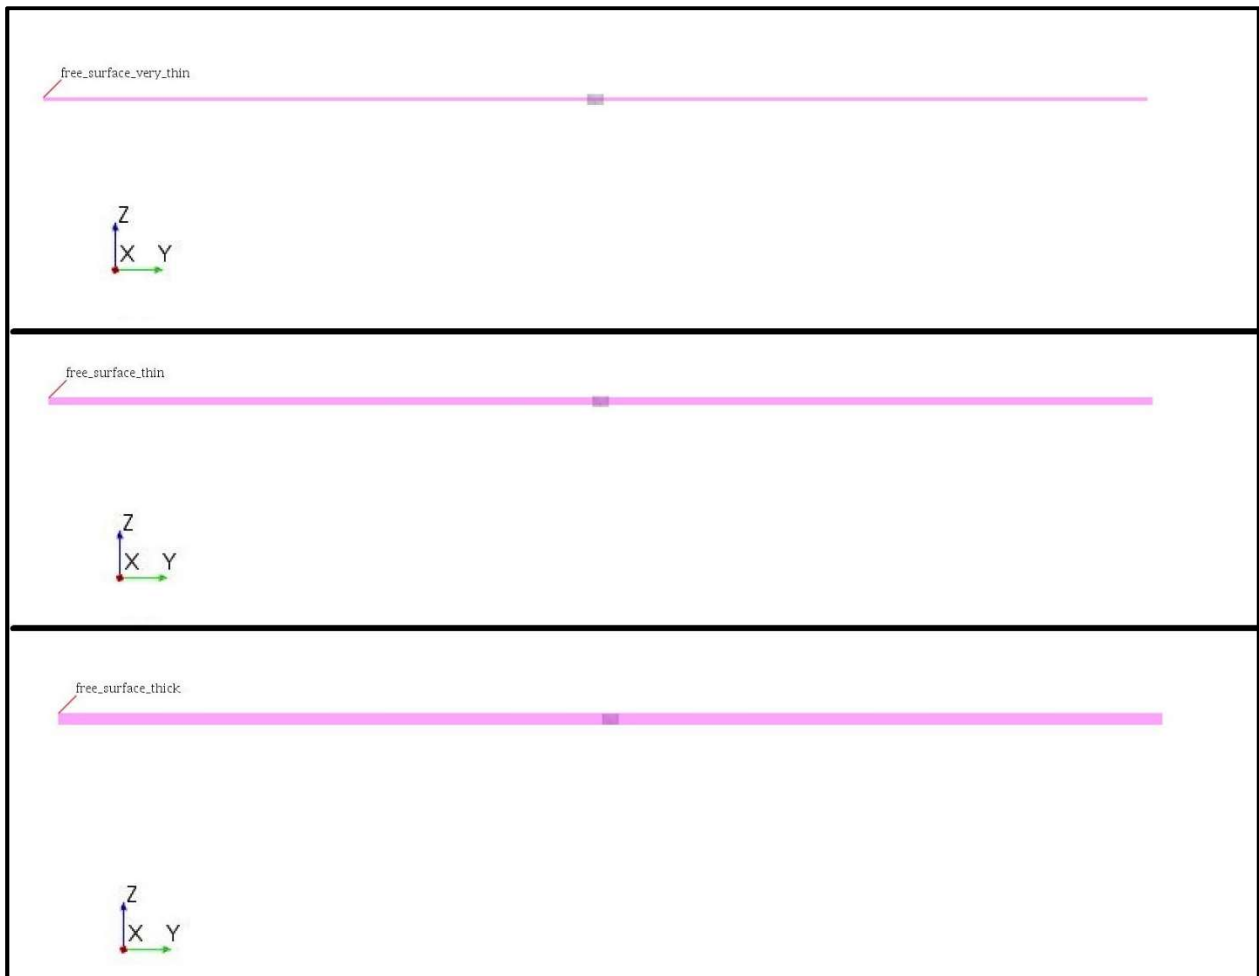 free_surface_very_thin
Z
X Y
free_surface_thin
Z
X Y
free_surface_thick
Z
X Y